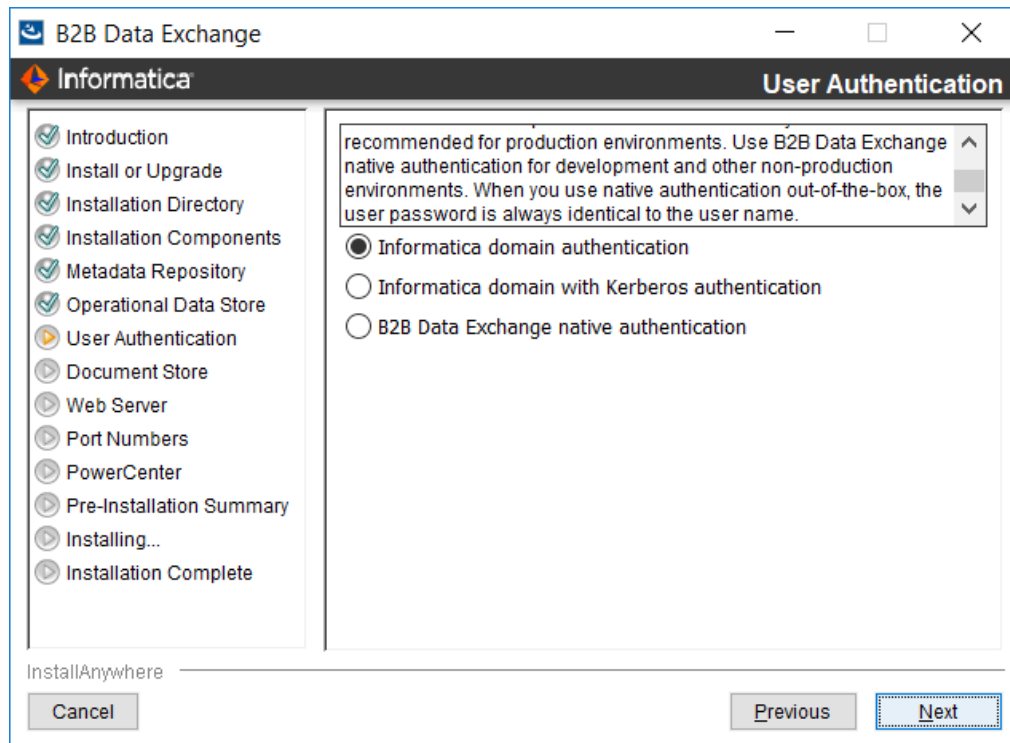 B2B Data Exchange
Informatica
User Authentication
Introduction
Install or Upgrade
Installation Directory
Installation Components
Metadata Repository
Operational Data Store
User Authentication
Document Store
Web Server
Port Numbers
PowerCenter
Pre-Installation Summary
Installing...
Installation Complete
recommended for production environments. Use B2B Data Exchange
native authentication for development and other non-production
environments. When you use native authentication out-of-the-box, the
user password is always identical to the user name.
Informatica domain authentication
Informatica domain with Kerberos authentication
B2B Data Exchange native authentication
InstallAnywhere
Cancel
Previous
Next